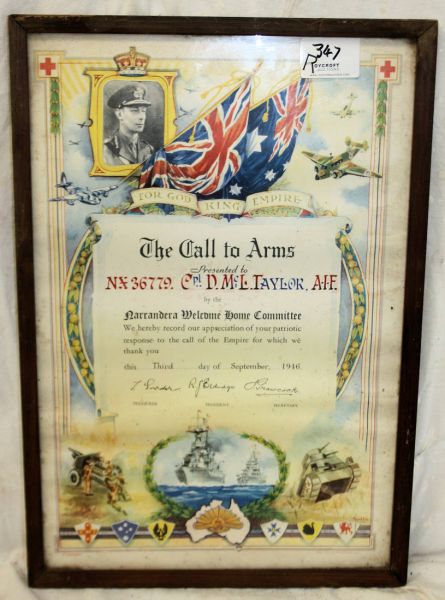 347
ROYCROFT
FOR GOD KING EMPIRE
The Call to Arms
Presented to
NX36779. Cpl D. McL. TAYLOR, A.I.F.
by the
Narrandera Welcome Home Committee
We hereby record our appreciation of your patriotic
response to the call of the Empire for which we
thank you
this Third day of September, 1946
TREASURER PRESIDENT SECRETARY